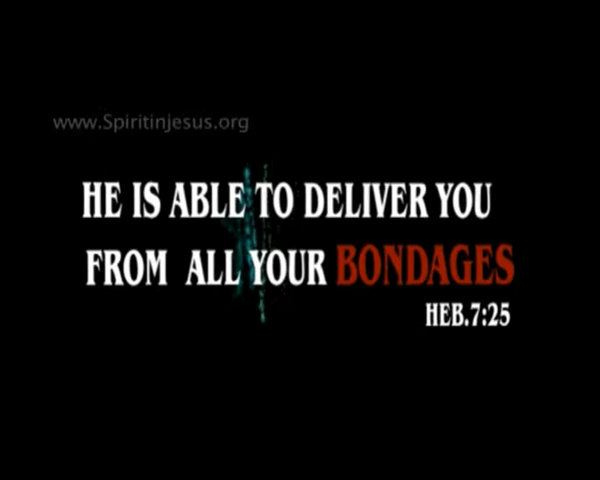 www.Spiritinjesus.org
HE IS ABLE TO DELIVER YOU
FROM ALL YOUR BONDAGES
HEB.7:25